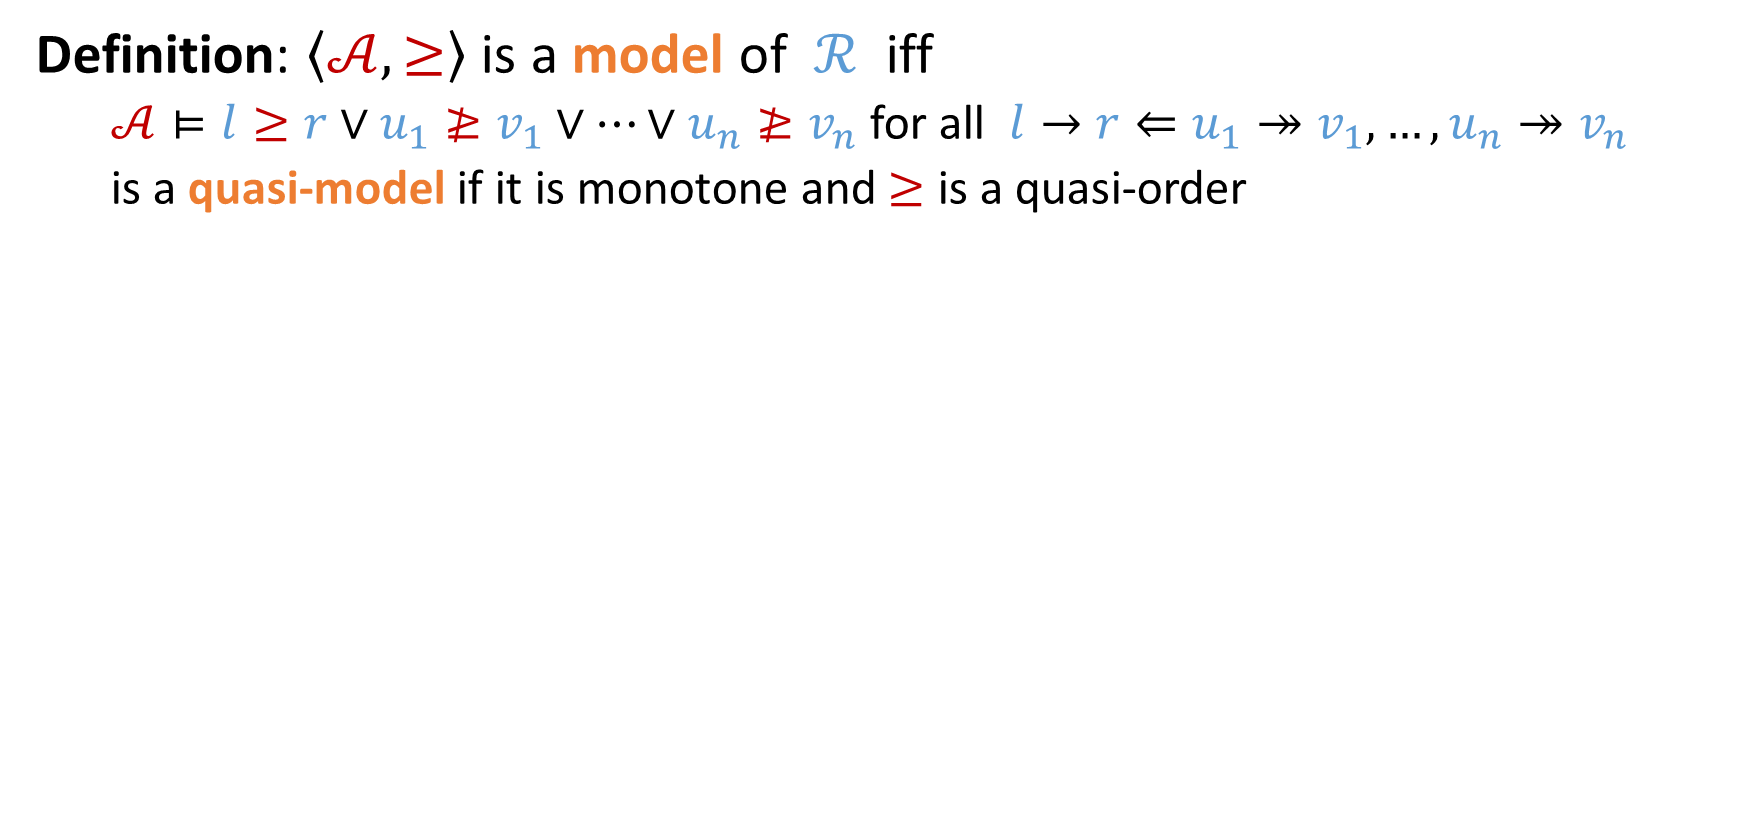 Definition: ⟨𝒜, ≥⟩ is a model of ℛ iff
𝒜 ⊨ l ≥ r ∨ u₁ ≱ v₁ ∨ ⋯ ∨ uₙ ≱ vₙ for all l → r ⇐ u₁ ↠ v₁, … , uₙ ↠ vₙ
is a quasi-model if it is monotone and ≥ is a quasi-order